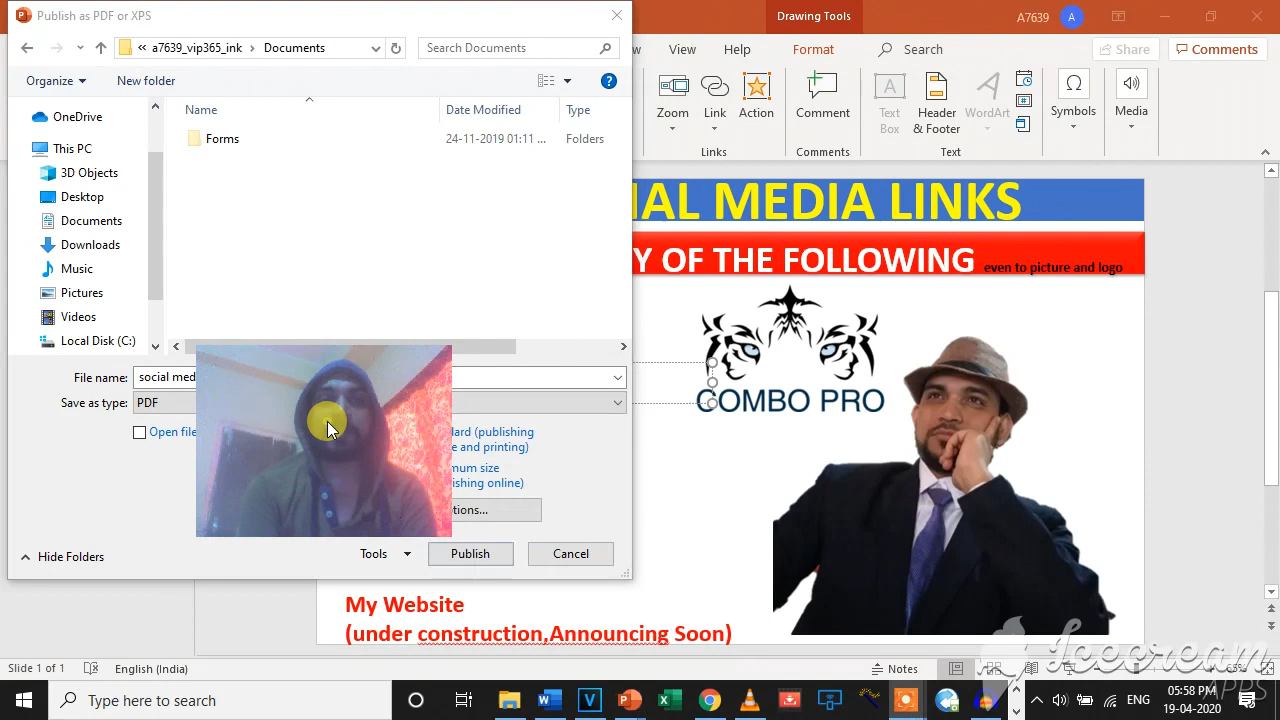 Publish as PDF or XPS
Drawing Tools
A7639
A
« a7639_vip365_ink > Documents
Search Documents
View
Help
Format
Search
Share
Comments
Organize
New folder
?
Name
Date Modified
Type
Forms
24-11-2019 01:11 ...
Folders
OneDrive
This PC
3D Objects
Desktop
Documents
Downloads
Music
Pictures
Videos
Local Disk (C:)
Zoom
Link
Action
Comment
Text
Box
Header
& Footer
WordArt
Symbols
Media
Links
Comments
Text
IAL MEDIA LINKS
Y OF THE FOLLOWING even to picture and logo
COMBO PRO
File name: social med
Save as type: PDF
Open file
dard (publishing
e and printing)
mum size
ishing online)
tions...
Hide Folders
Tools
Publish
Cancel
My Website
(under construction,Announcing Soon)
Slide 1 of 1
English (India)
Notes
Icecream
APPS
Type here to search
ENG
05:58 PM
19-04-2020